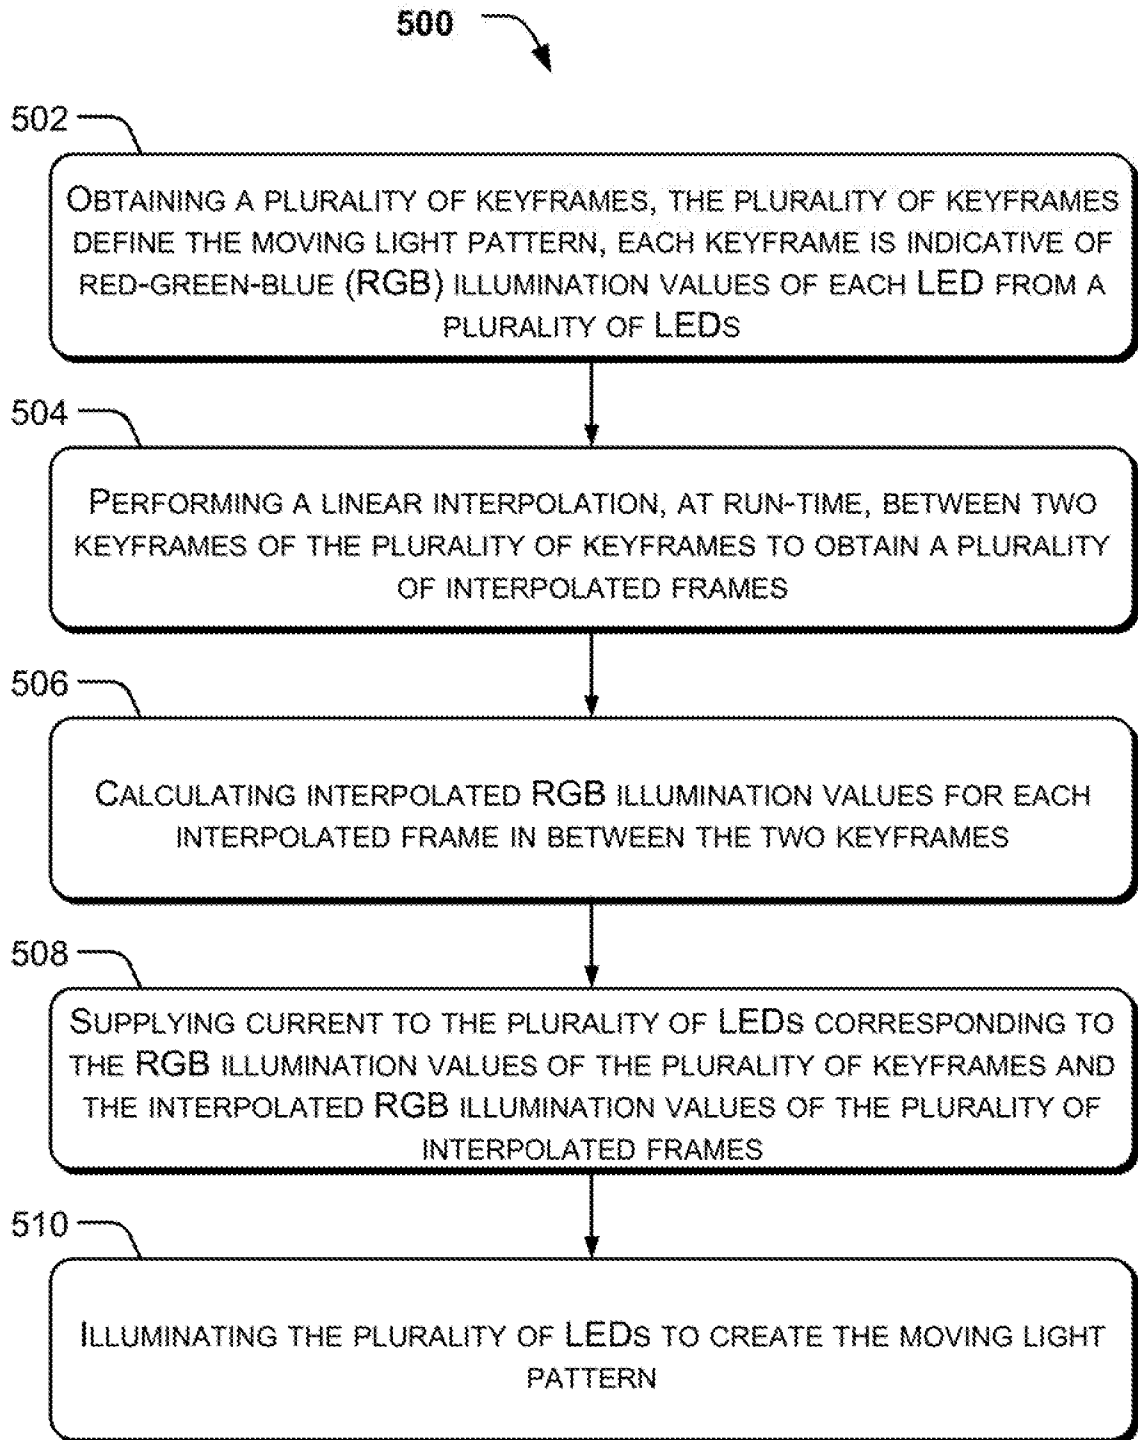 500
502
OBTAINING A PLURALITY OF KEYFRAMES, THE PLURALITY OF KEYFRAMES
DEFINE THE MOVING LIGHT PATTERN, EACH KEYFRAME IS INDICATIVE OF
RED-GREEN-BLUE (RGB) ILLUMINATION VALUES OF EACH LED FROM A
PLURALITY OF LEDS
504
PERFORMING A LINEAR INTERPOLATION, AT RUN-TIME, BETWEEN TWO
KEYFRAMES OF THE PLURALITY OF KEYFRAMES TO OBTAIN A PLURALITY
OF INTERPOLATED FRAMES
506
CALCULATING INTERPOLATED RGB ILLUMINATION VALUES FOR EACH
INTERPOLATED FRAME IN BETWEEN THE TWO KEYFRAMES
508
SUPPLYING CURRENT TO THE PLURALITY OF LEDS CORRESPONDING TO
THE RGB ILLUMINATION VALUES OF THE PLURALITY OF KEYFRAMES AND
THE INTERPOLATED RGB ILLUMINATION VALUES OF THE PLURALITY OF
INTERPOLATED FRAMES
510
ILLUMINATING THE PLURALITY OF LEDS TO CREATE THE MOVING LIGHT
PATTERN